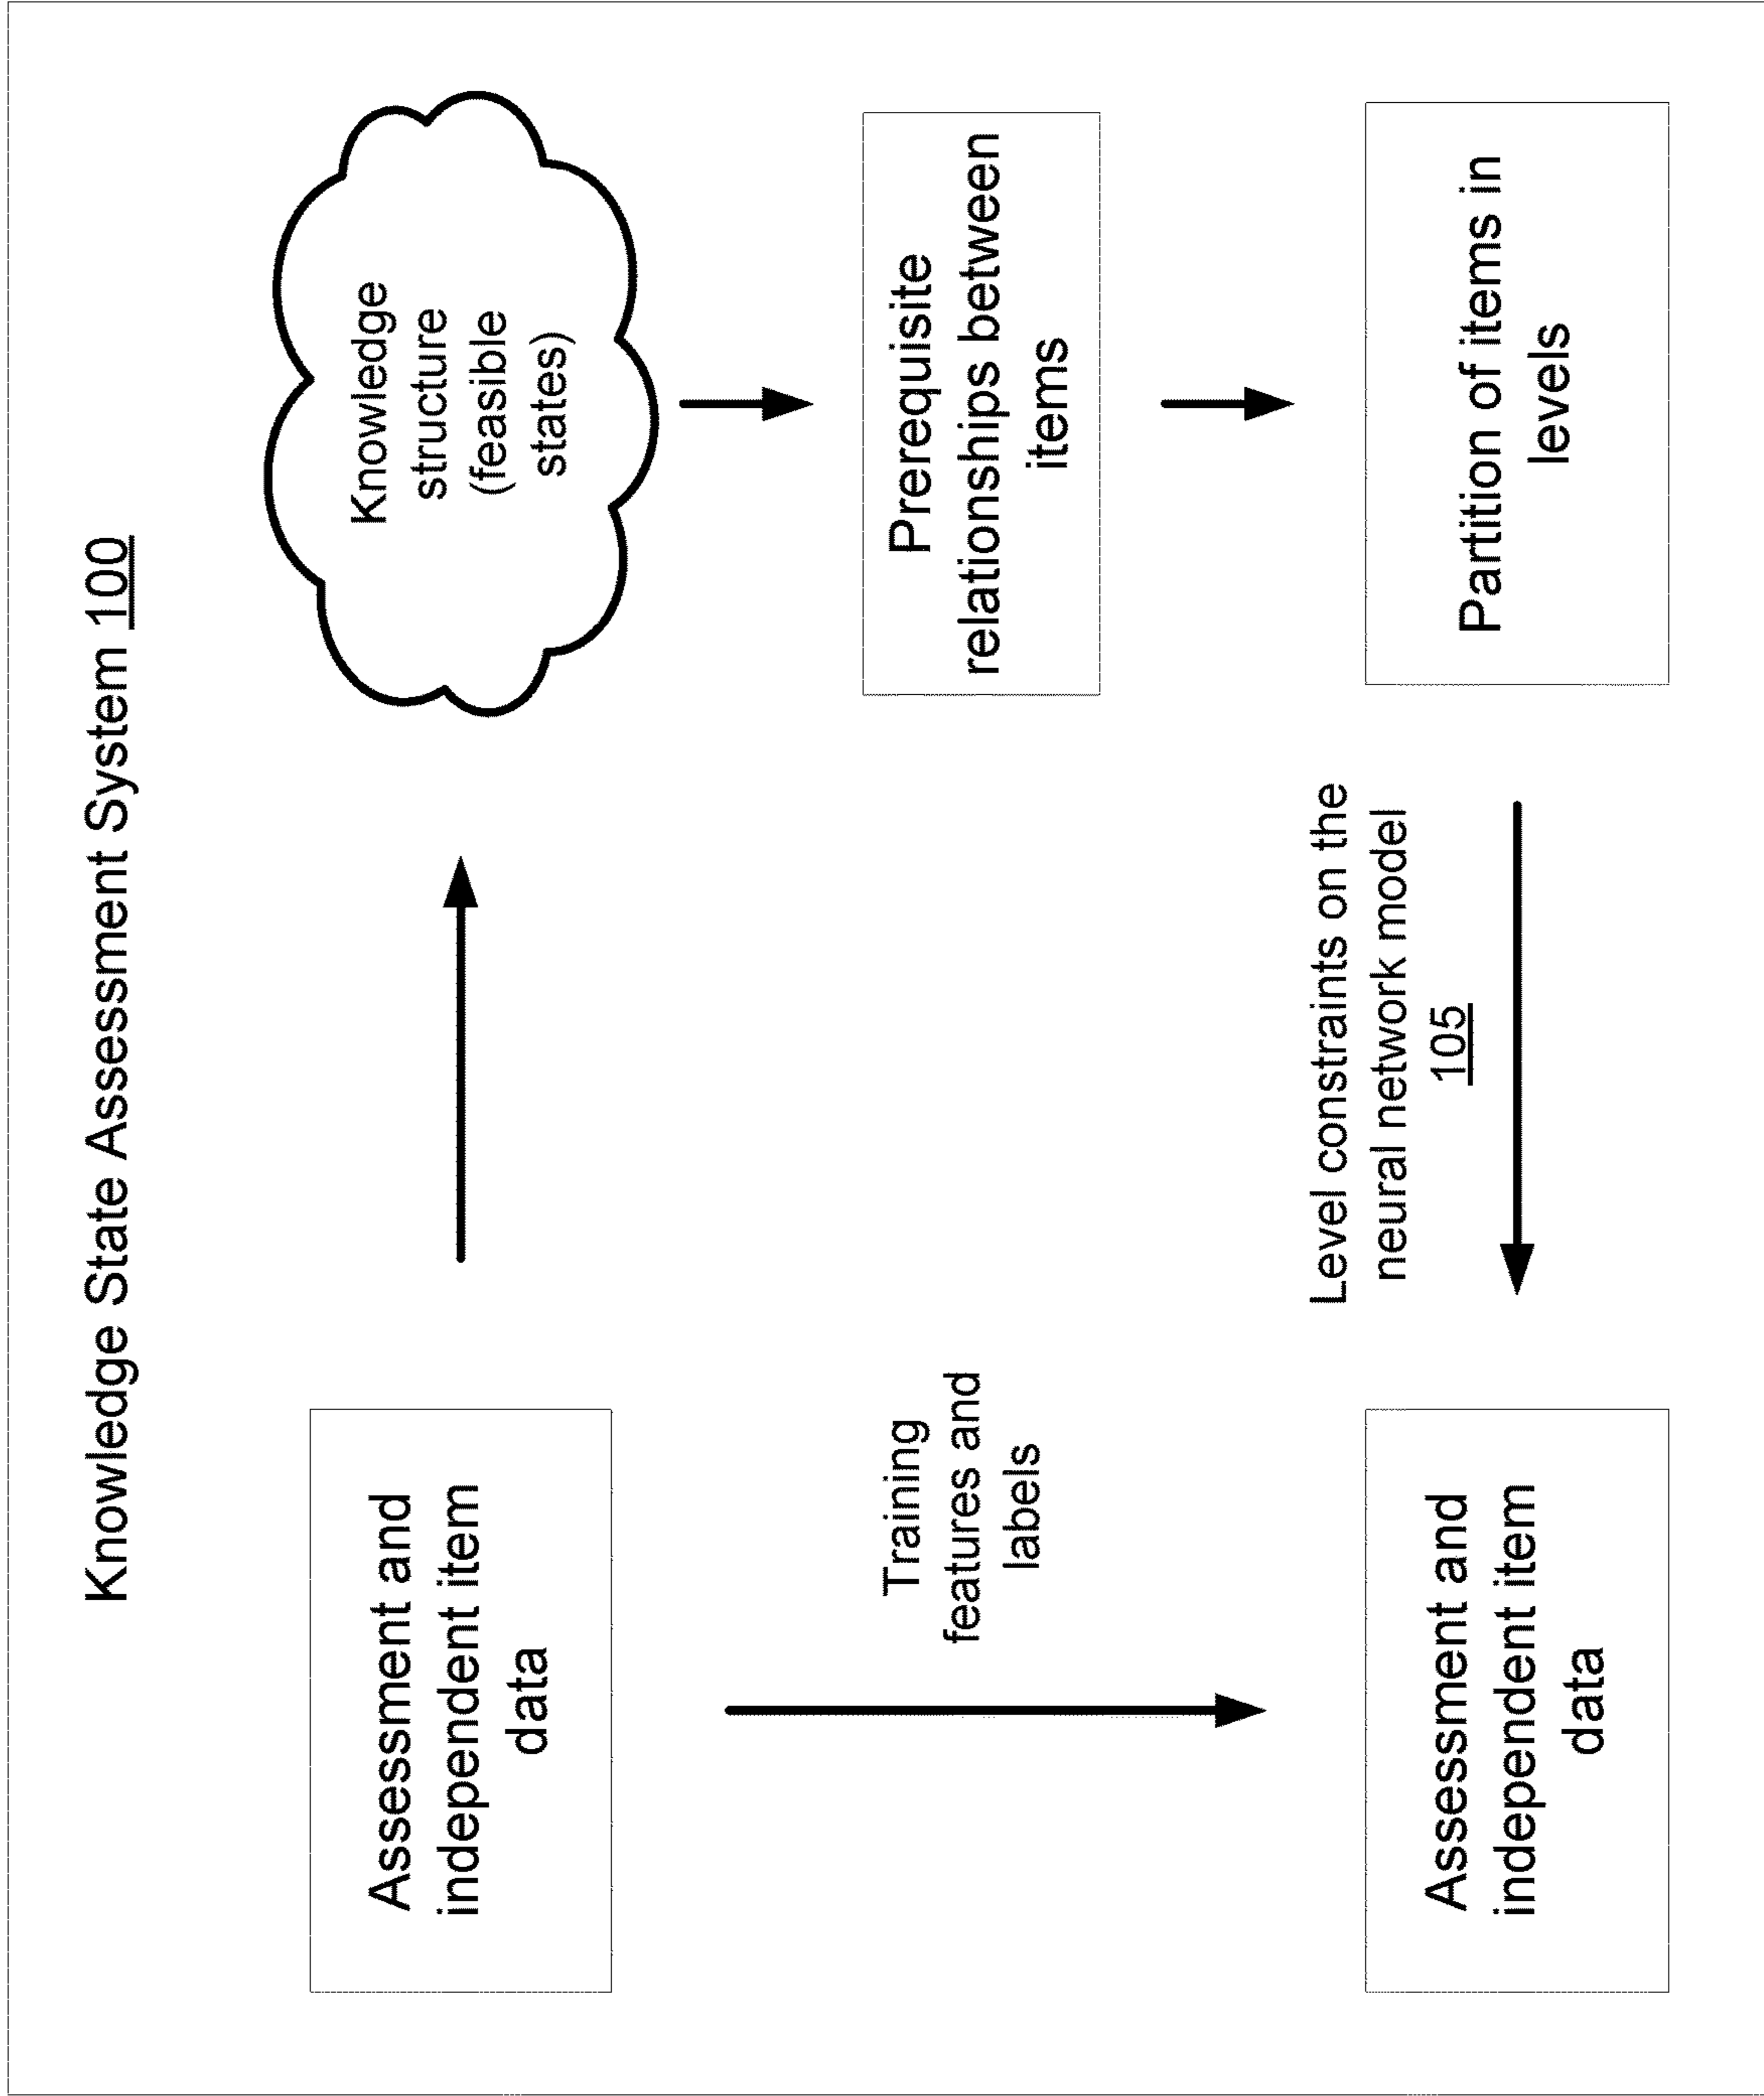 Knowledge State Assessment System 100
Assessment and
independent item
data
Knowledge
structure
(feasible
states)
Training
features and
labels
Prerequisite
relationships between
items
Level constraints on the
neural network model
105
Assessment and
independent item
data
Partition of items in
levels